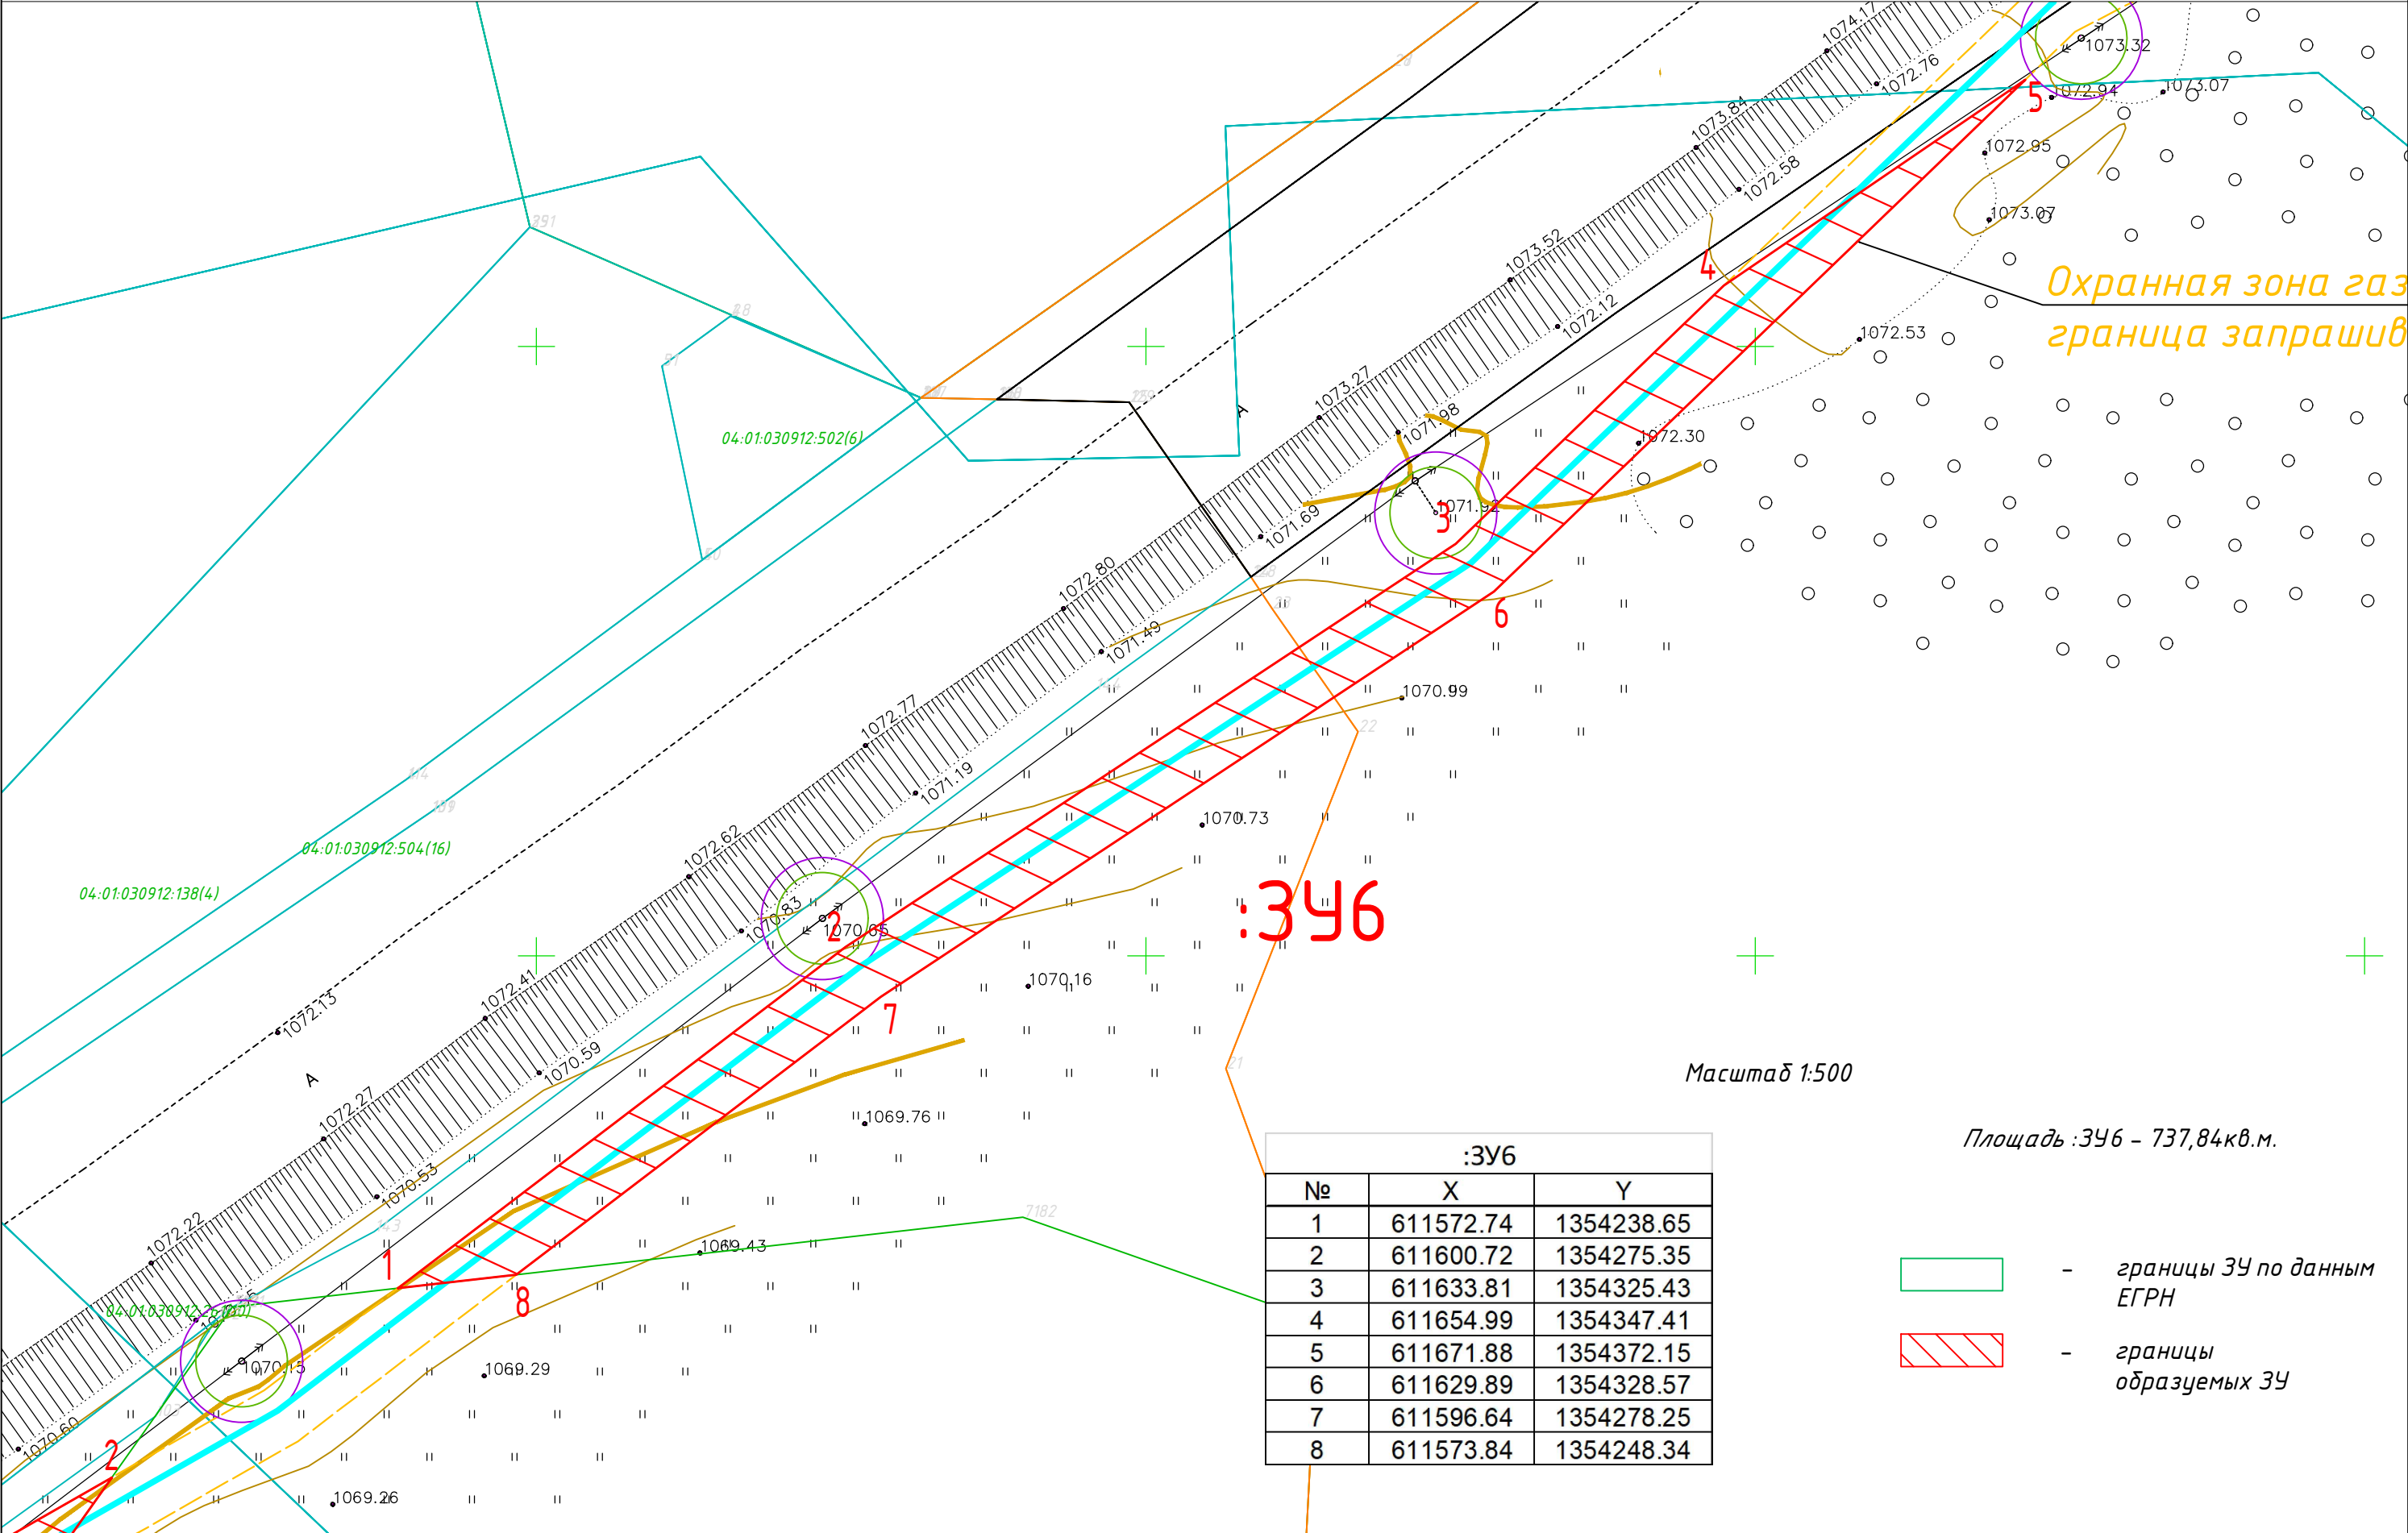 1074.17
1073.32
1072.76
1072.94
1073.07
5
1073.84
1072.95
1072.58
1073.07
1073.52
4
Охранная зона газ
граница запрашив
1072.12
1072.53
1073.27
1071.98
1072.30
04:01:030912:502(6)
A
1071.92
3
1071.69
1072.80
6
1071.49
1070.99
22
1072.77
1071.19
1070.73
1072.62
04:01:030912:504(16)
04:01:030912:138(4)
1070.83
2
1070.65
:ЗУ6
1072.41
1070.16
7
1072.13
21
1070.59
A
1072.27
1069.76
Масштаб 1:500
Площадь :ЗУ6 – 737,84кв.м.
1070.53
7182
143
1072.22
1069.43
1
8
1070.15
1069.29
1070.60
2
1069.26
:ЗУ6
№ X Y
1 611572.74 1354238.65
2 611600.72 1354275.35
3 611633.81 1354325.43
4 611654.99 1354347.41
5 611671.88 1354372.15
6 611629.89 1354328.57
7 611596.64 1354278.25
8 611573.84 1354248.34
– границы ЗУ по данным
ЕГРН
– границы
образуемых ЗУ